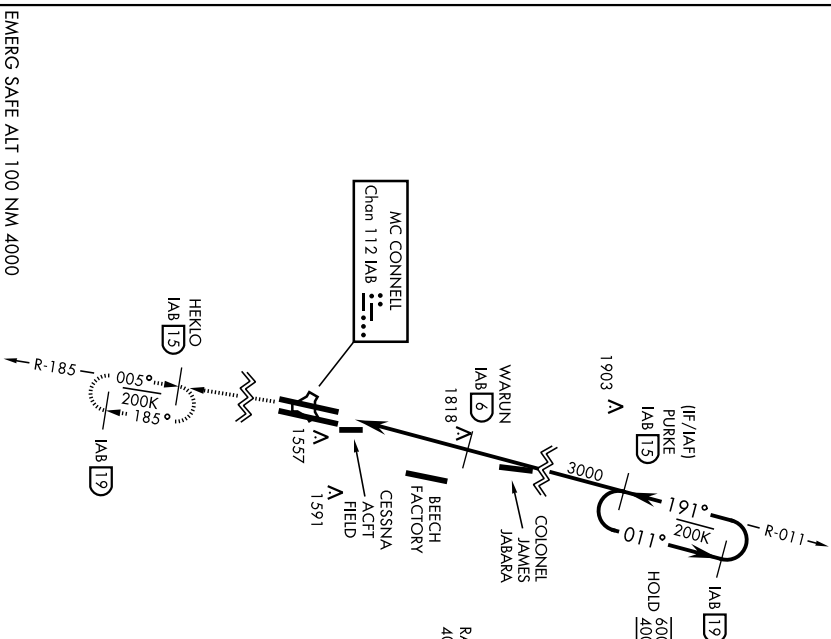 EMERG SAFE ALT 100 NM 4000
MC CONNELL
Chan 112 IAB
(IF/IAF)
PURKE
IAB 15
1903
WARUN
IAB 6
1818
3000
191°
200K
011°
R-011
IAB 19
HOLD
COLONEL
JAMES
JABARA
BEECH
FACTORY
CESSNA
ACFT
FIELD
1557
1591
HEKLO
IAB 15
R-185
005°
200K
185°
IAB 19